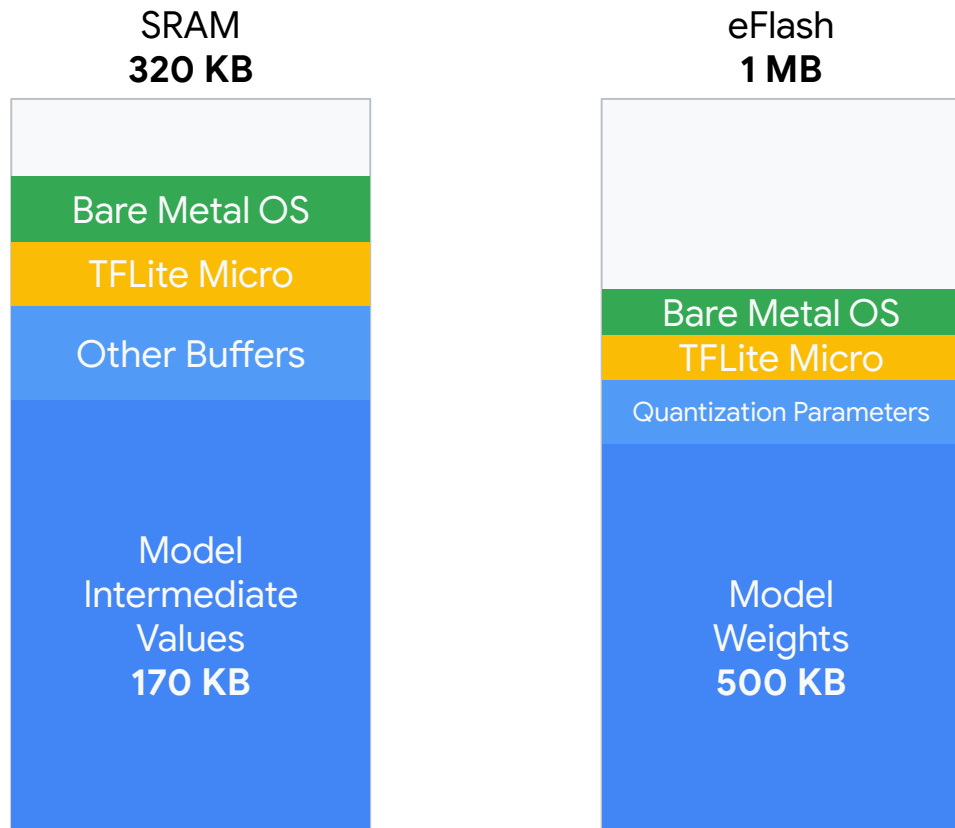 SRAM
320 KB
Bare Metal OS
TFLite Micro
Other Buffers
Model
Intermediate
Values
170 KB
eFlash
1 MB
Bare Metal OS
TFLite Micro
Quantization Parameters
Model
Weights
500 KB